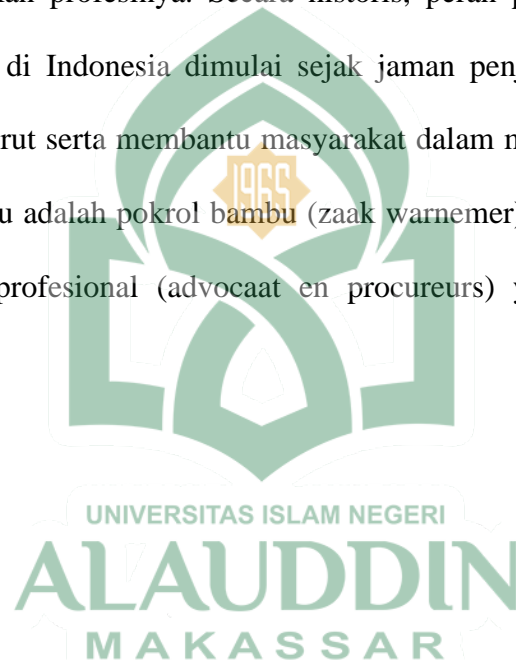 an profesinya. Secara historis, peran p
di Indonesia dimulai sejak jaman penj
rut serta membantu masyarakat dalam m
u adalah pokrol bambu (zaak warnemer)
profesional (advocaat en procureurs) y
1965
UNIVERSITAS ISLAM NEGERI
ALAUDDIN
MAKASSAR